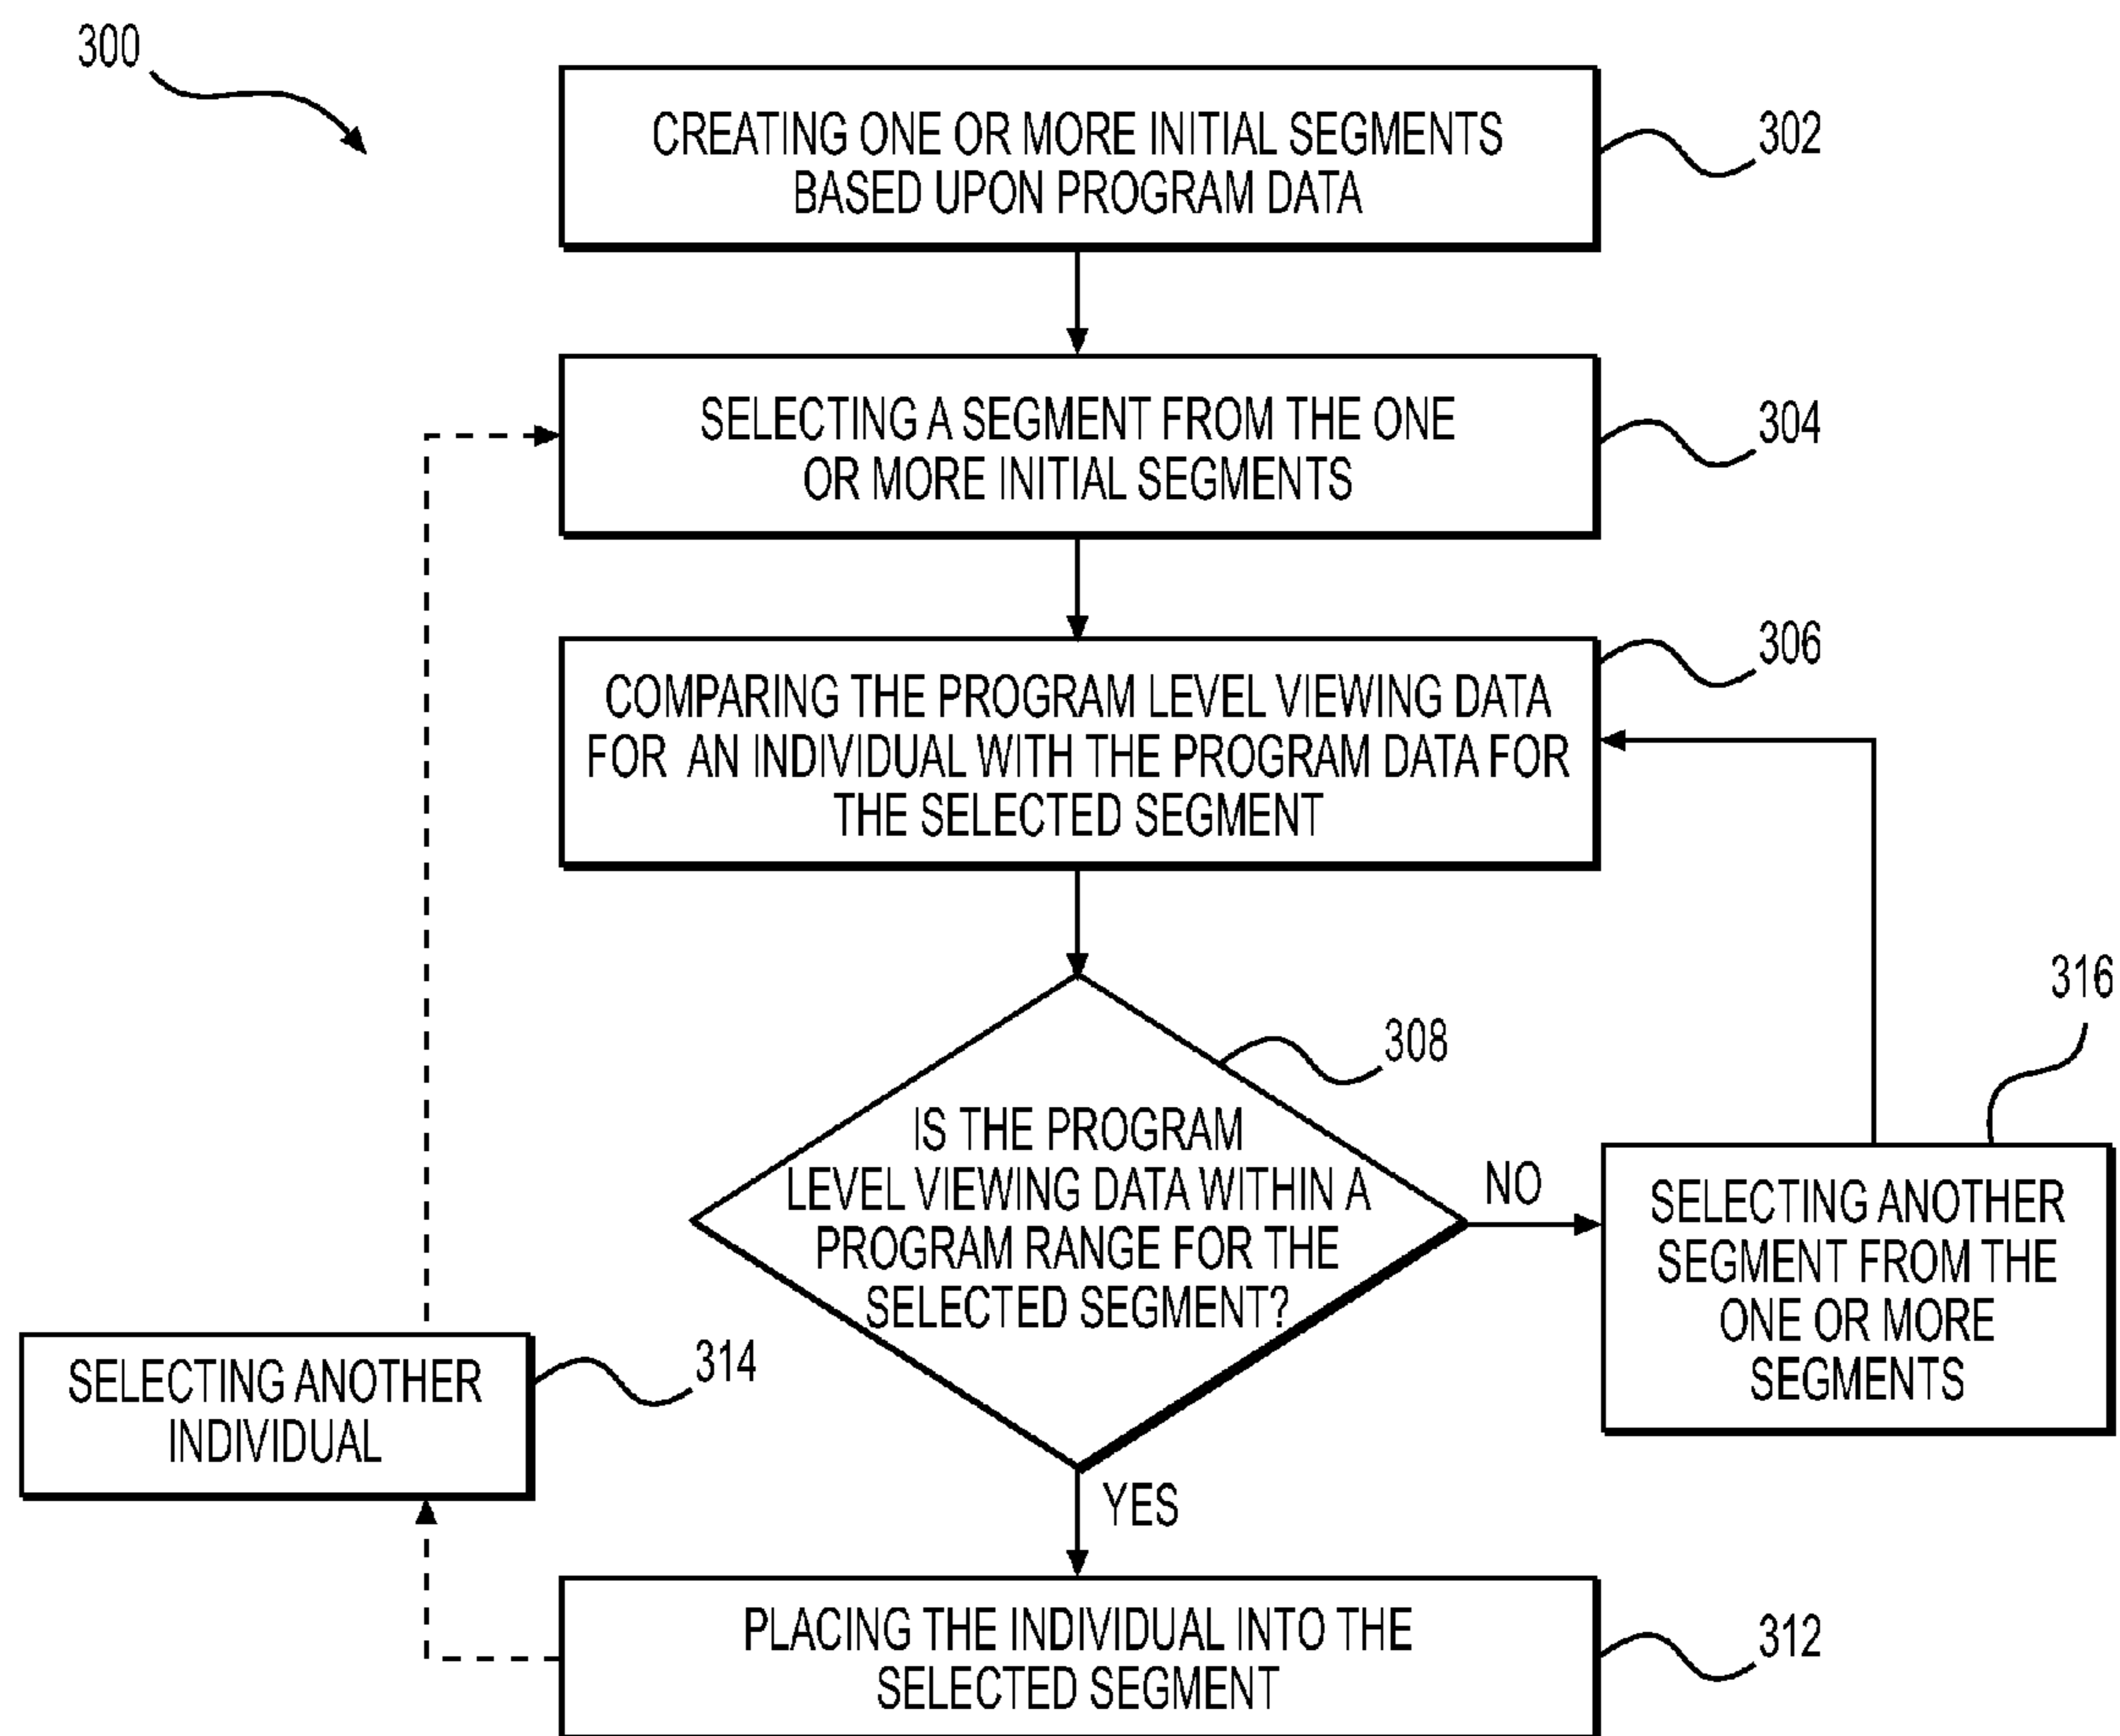 300
CREATING ONE OR MORE INITIAL SEGMENTS
BASED UPON PROGRAM DATA
302
SELECTING A SEGMENT FROM THE ONE
OR MORE INITIAL SEGMENTS
304
COMPARING THE PROGRAM LEVEL VIEWING DATA
FOR AN INDIVIDUAL WITH THE PROGRAM DATA FOR
THE SELECTED SEGMENT
306
IS THE PROGRAM
LEVEL VIEWING DATA WITHIN A
PROGRAM RANGE FOR THE
SELECTED SEGMENT?
308
NO
316
SELECTING ANOTHER
SEGMENT FROM THE
ONE OR MORE
SEGMENTS
YES
SELECTING ANOTHER
INDIVIDUAL
314
PLACING THE INDIVIDUAL INTO THE
SELECTED SEGMENT
312